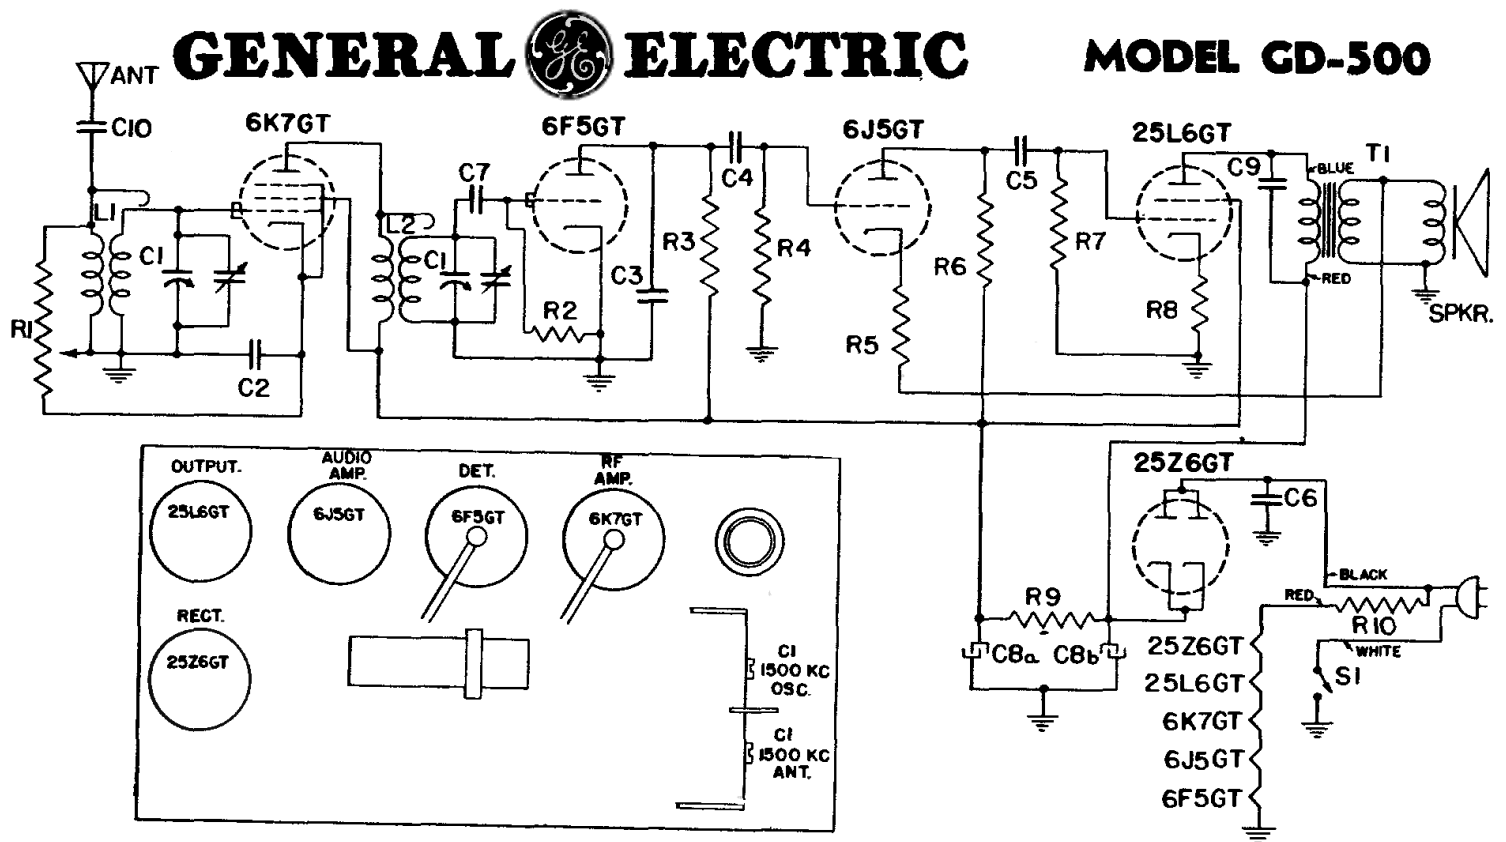 GENERAL GE ELECTRIC
MODEL GD-500
ANT
C10
6K7GT
6F5GT
6J5GT
25L6GT
T1
C9
BLUE
C7
C4
C5
L1
L2
C1
C1
R3
R4
R6
R7
C3
R2
R1
C2
R5
R8
RED
SPKR.
25Z6GT
C6
BLACK
RED
R10
WHITE
S1
R9
C8a
C8b
25Z6GT
25L6GT
6K7GT
6J5GT
6F5GT
OUTPUT.
25L6GT
AUDIO
AMP.
6J5GT
DET.
6F5GT
RF
AMP.
6K7GT
RECT.
25Z6GT
C1
1500 KC
OSC.
C1
1500 KC
ANT.